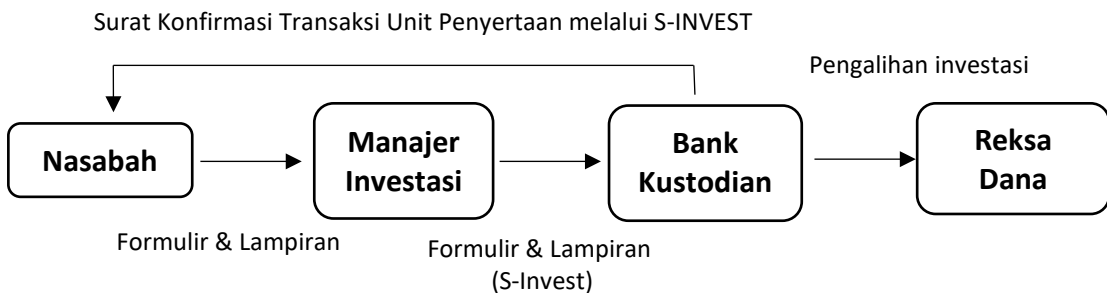 Surat Konfirmasi Transaksi Unit Penyertaan melalui S-INVEST
Pengalihan investasi
Nasabah
Manajer
Investasi
Bank
Kustodian
Reksa
Dana
Formulir & Lampiran
Formulir & Lampiran
(S-Invest)